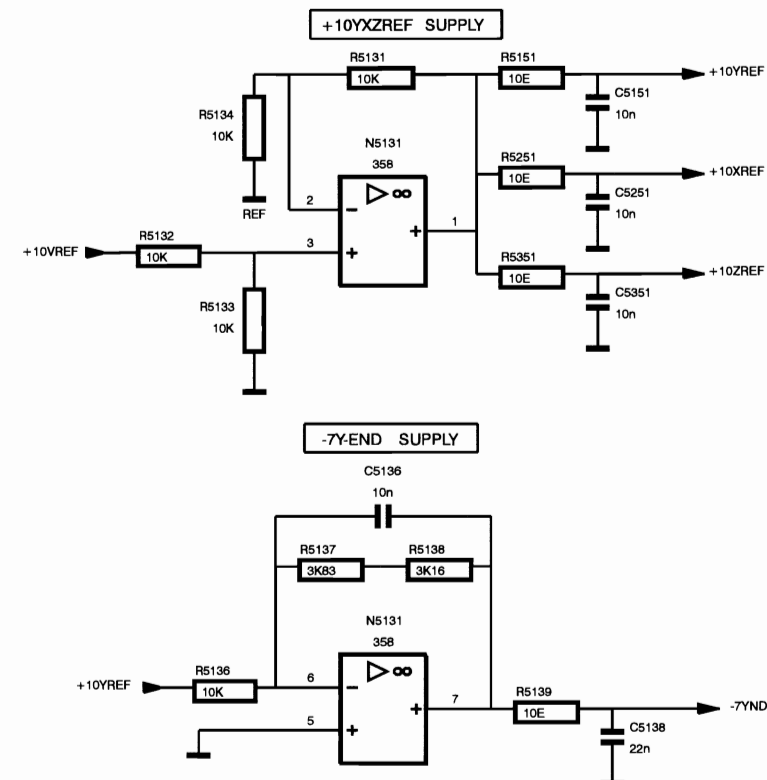 +10YXZREF SUPPLY
R5131
10K
R5151
10E
+10YREF
C5151
10n
R5134
10K
N5131
358
REF
2
R5251
10E
+10XREF
C5251
10n
1
+10VREF
R5132
10K
3
R5133
10K
R5351
10E
+10ZREF
C5351
10n
-7Y-END SUPPLY
C5136
10n
R5137
3K83
R5138
3K16
N5131
358
+10YREF
R5136
10K
6
5
7
R5139
10E
-7YND
C5138
22n